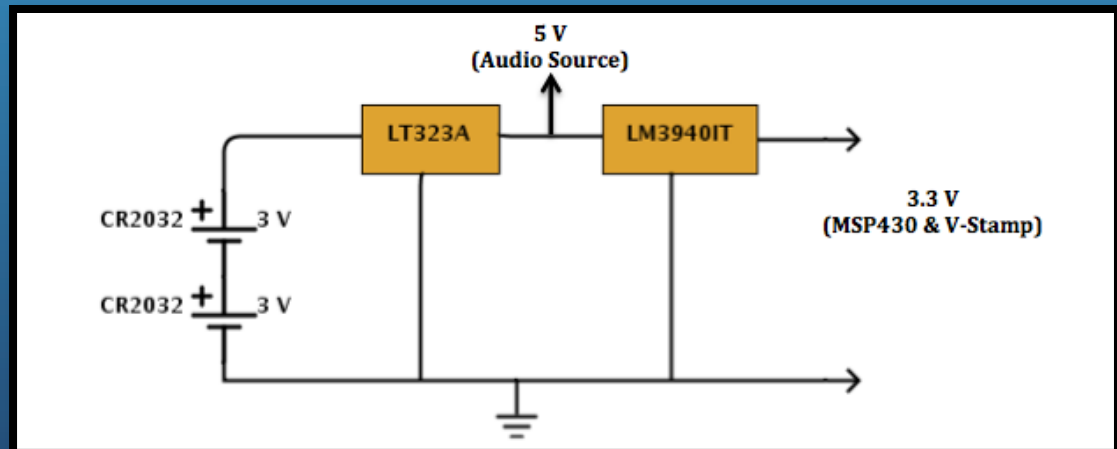 5 V
(Audio Source)
LT323A
LM3940IT
CR2032 + 3 V
3.3 V
(MSP430 & V-Stamp)
CR2032 + 3 V